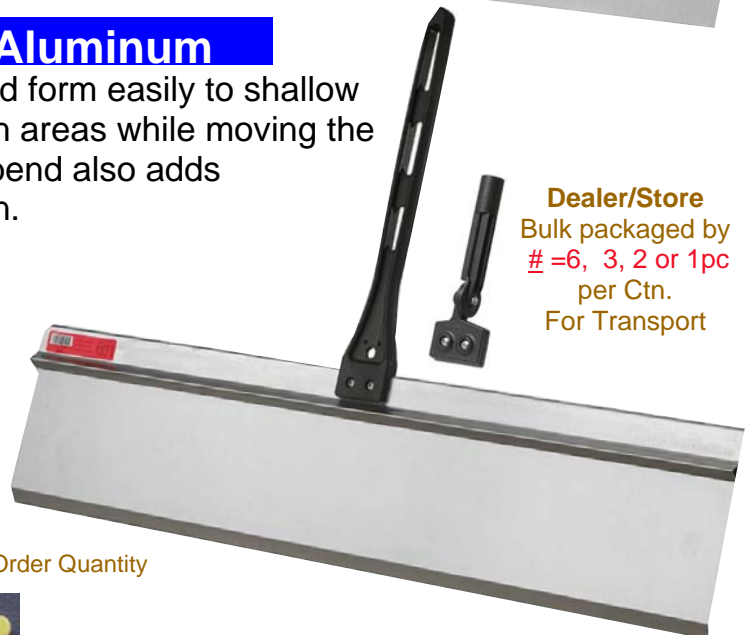 Aluminum
d form easily to shallow
n areas while moving the
bend also adds
n.
Dealer/Store
Bulk packaged by
# =6, 3, 2 or 1pc
per Ctn.
For Transport
Order Quantity